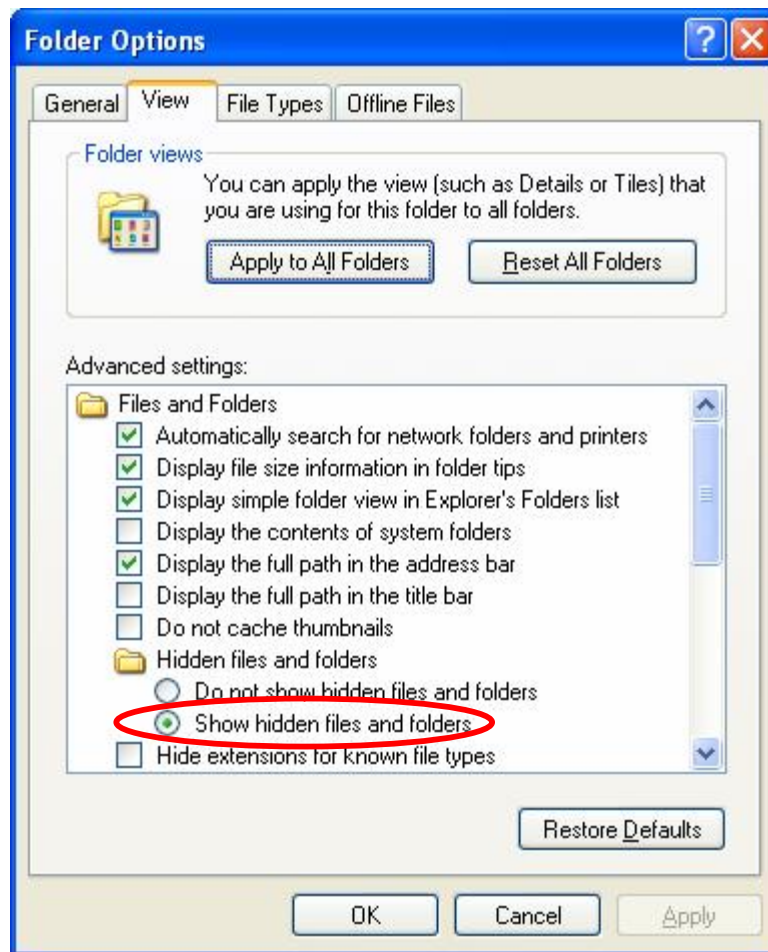 Folder Options
General View File Types Offline Files
Folder views
You can apply the view (such as Details or Tiles) that
you are using for this folder to all folders.
Apply to All Folders Reset All Folders
Advanced settings:
Files and Folders
Automatically search for network folders and printers
Display file size information in folder tips
Display simple folder view in Explorer's Folders list
Display the contents of system folders
Display the full path in the address bar
Display the full path in the title bar
Do not cache thumbnails
Hidden files and folders
Do not show hidden files and folders
Show hidden files and folders
Hide extensions for known file types
Restore Defaults
OK Cancel Apply